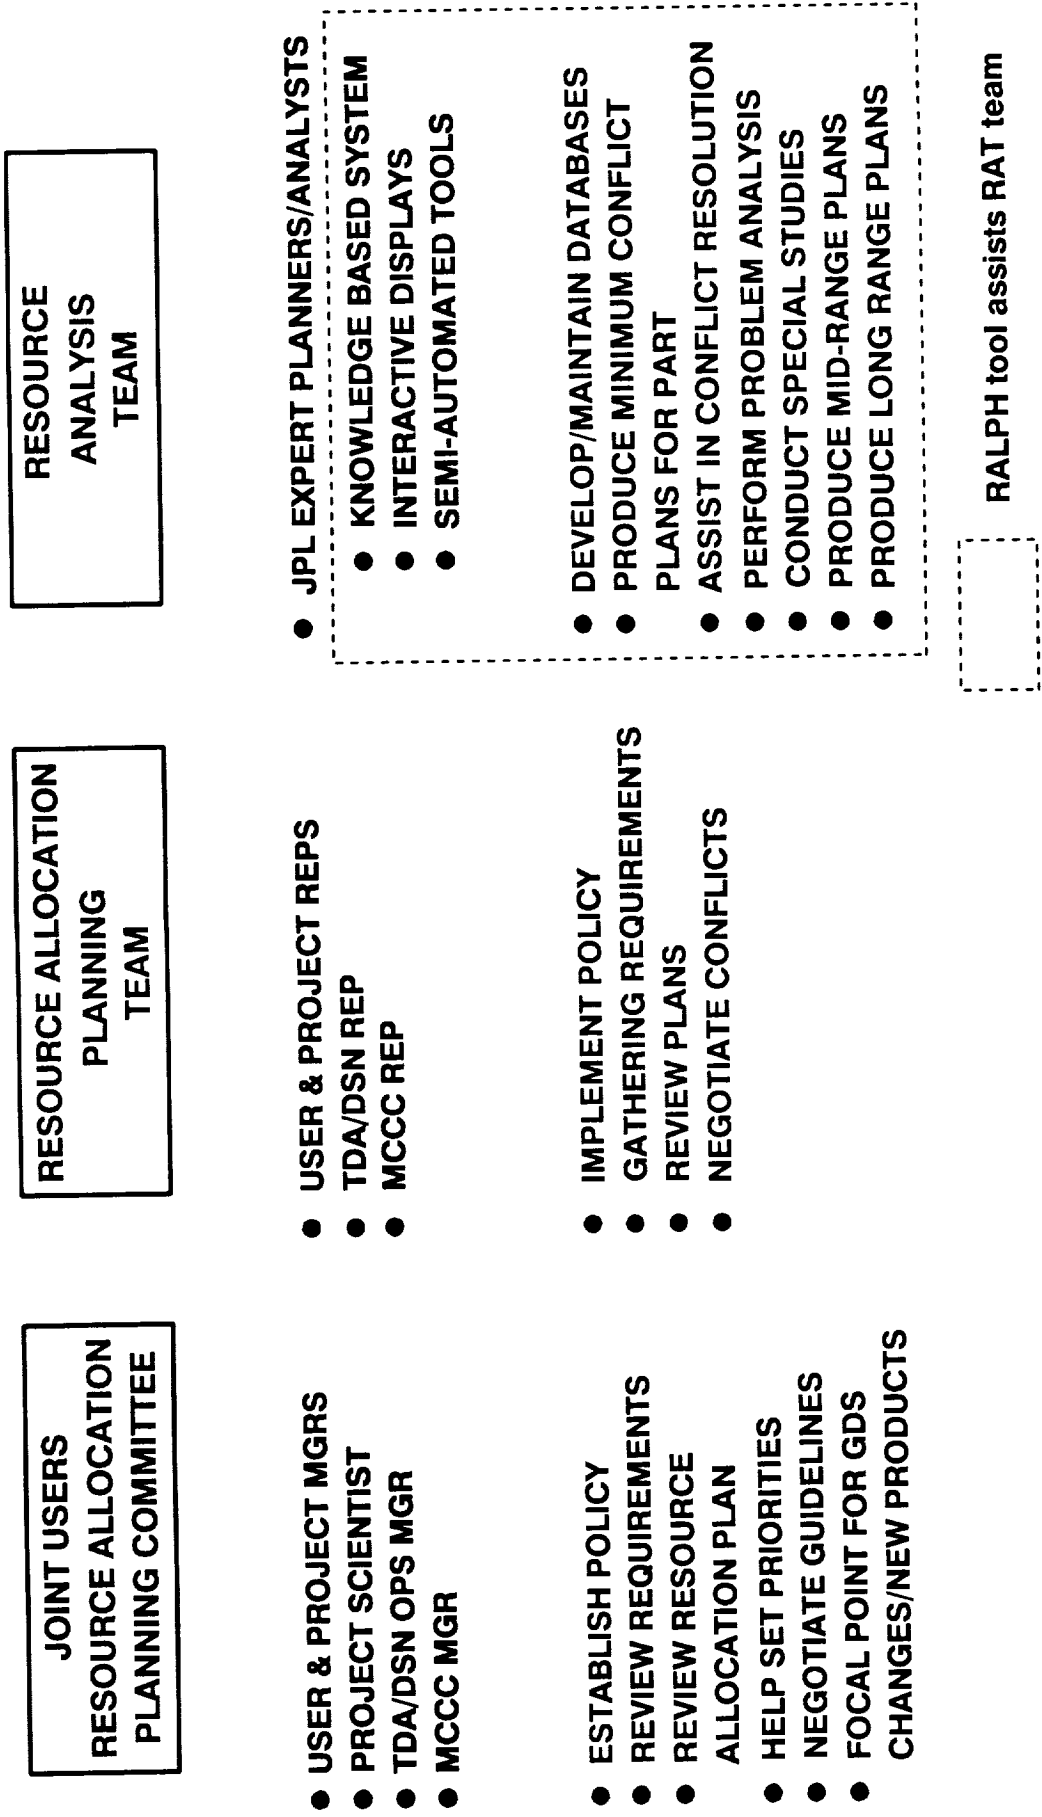 JOINT USERS
RESOURCE ALLOCATION
PLANNING COMMITTEE
● USER & PROJECT MGRS
● PROJECT SCIENTIST
● TDA/DSN OPS MGR
● MCCC MGR
● ESTABLISH POLICY
● REVIEW REQUIREMENTS
● REVIEW RESOURCE
ALLOCATION PLAN
● HELP SET PRIORITIES
● NEGOTIATE GUIDELINES
● FOCAL POINT FOR GDS
CHANGES/NEW PRODUCTS
RESOURCE ALLOCATION
PLANNING
TEAM
● USER & PROJECT REPS
● TDA/DSN REP
● MCCC REP
● IMPLEMENT POLICY
● GATHERING REQUIREMENTS
● REVIEW PLANS
● NEGOTIATE CONFLICTS
RESOURCE
ANALYSIS
TEAM
● JPL EXPERT PLANNERS/ANALYSTS
● KNOWLEDGE BASED SYSTEM
● INTERACTIVE DISPLAYS
● SEMI-AUTOMATED TOOLS
● DEVELOP/MAINTAIN DATABASES
● PRODUCE MINIMUM CONFLICT
PLANS FOR PART
● ASSIST IN CONFLICT RESOLUTION
● PERFORM PROBLEM ANALYSIS
● CONDUCT SPECIAL STUDIES
● PRODUCE MID-RANGE PLANS
● PRODUCE LONG RANGE PLANS
RALPH tool assists RAT team